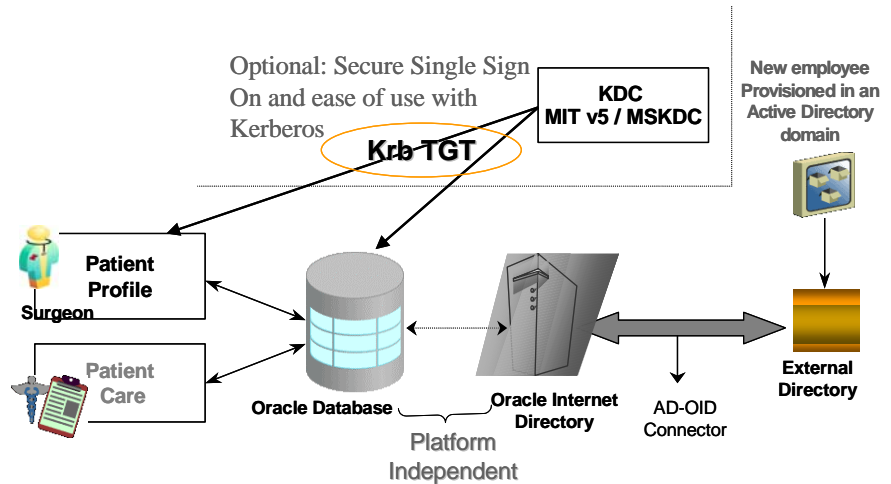 Optional: Secure Single Sign
On and ease of use with
Kerberos
KDC
MIT v5 / MSKDC
New employee
Provisioned in an
Active Directory
domain
Krb TGT
Patient
Profile
Surgeon
Patient
Care
Oracle Database
Oracle Internet
Directory
External
Directory
AD-OID
Connector
Platform
Independent